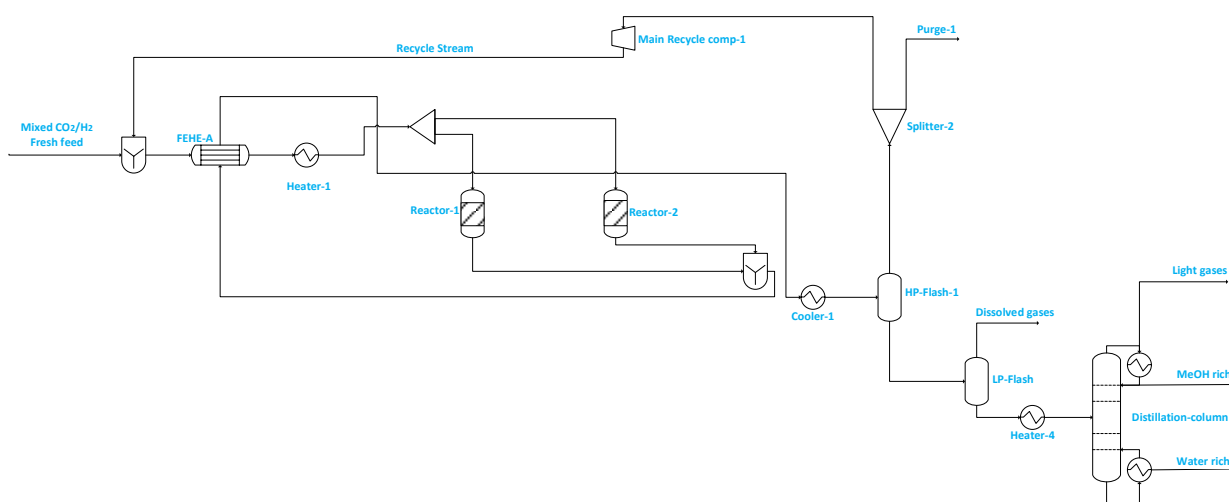 Main Recycle comp-1
Purge-1
Recycle Stream
Mixed CO₂/H₂
Fresh feed
FEHE-A
Splitter-2
Heater-1
Reactor-1
Reactor-2
Light gases
HP-Flash-1
Cooler-1
Dissolved gases
LP-Flash
MeOH rich
Distillation-column
Heater-4
Water rich